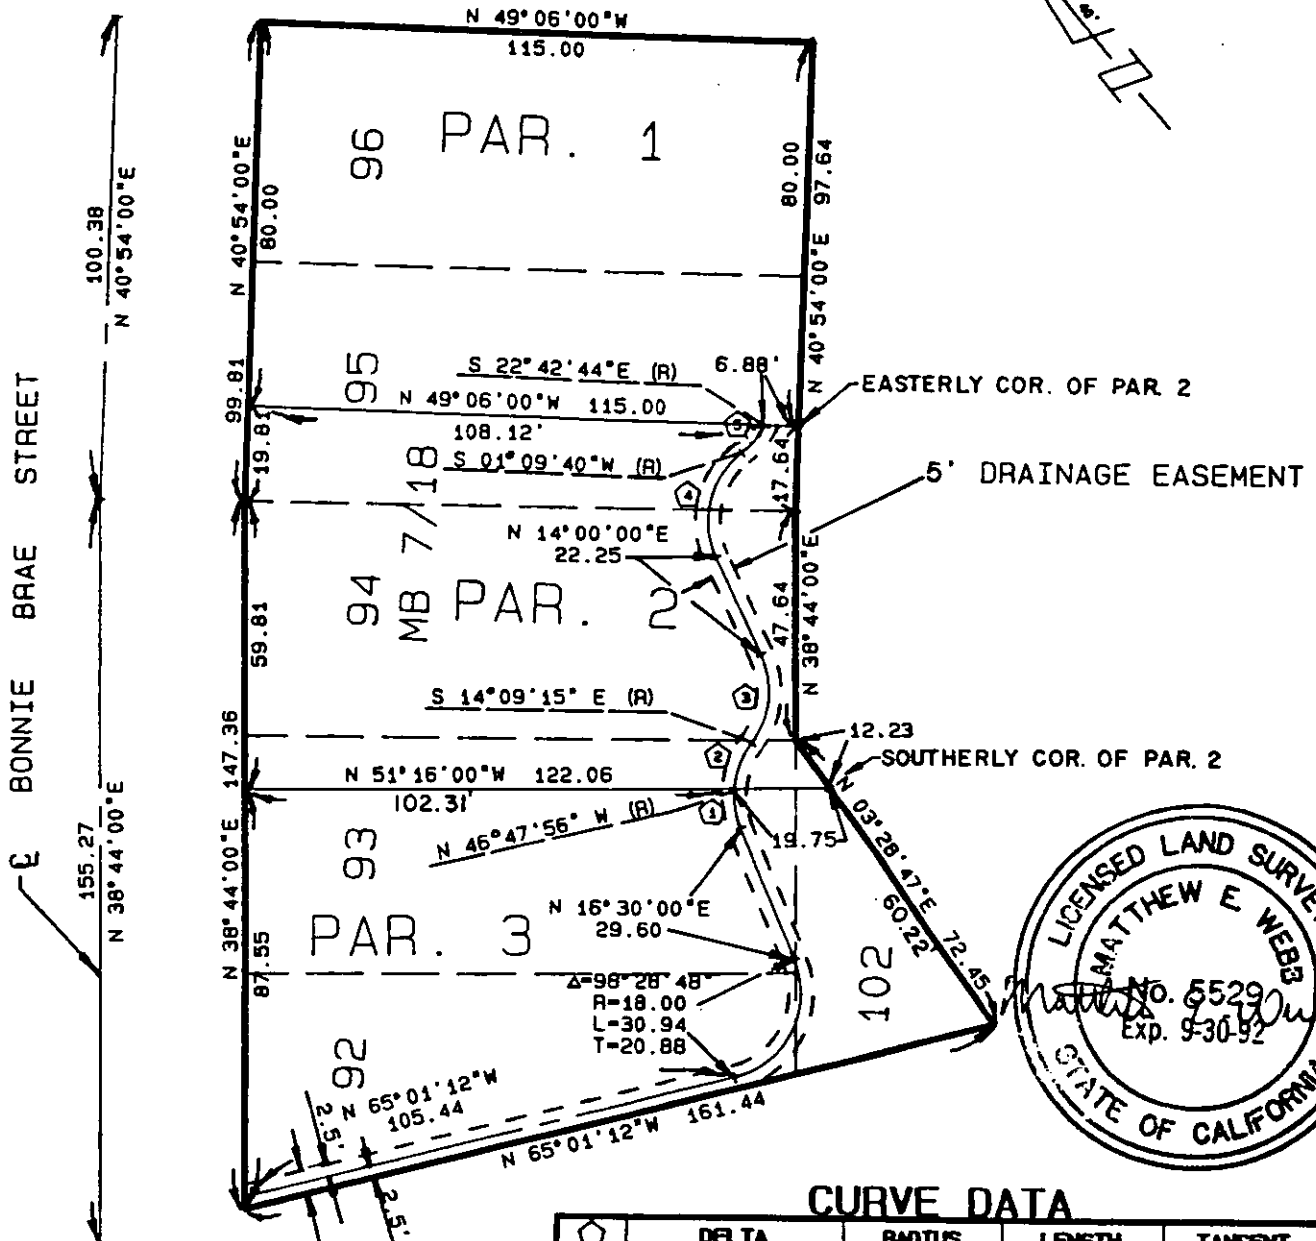 N 49°06'00"W
115.00
40'
96 PAR. 1
N 40°54'00"E
80.00
80.00
97.64
N 40°54'00"E
100.38
N 40°54'00"E
95
S 22°42'44"E (R)
6.88'
EASTERLY COR. OF PAR. 2
N 49°06'00"W 115.00
108.12'
99.81
19.81
S 01°09'40"W (R)
5
4
17.64
5' DRAINAGE EASEMENT
N 14°00'00"E
22.25
94
MB 7/18
PAR. 2
59.81
47.64
N 38°44'00"E
3
S 14°09'15" E (R)
12.23
SOUTHERLY COR. OF PAR. 2
2
147.36
N 51°16'00"W 122.06
102.31'
1
19.75
N 46°47'56" W (R)
93
N 03°28'47"E
60.22'
72.45
℄ BONNIE BRAE STREET
155.27
N 38°44'00"E
N 38°44'00"E
87.55
PAR. 3
N 16°30'00"E
29.60
102
Δ=98°28'48"
R=18.00
L=30.94
T=20.88
92
N 65°01'12"W
105.44
2.5'
N 65°01'12"W 161.44
2.5'
LICENSED LAND SURVE
MATTHEW E. WEBB
No. 5529
Exp. 9-30-92
STATE OF CALIFORNIA
CURVE DATA
DELTA RADIUS LENGTH TANGENT